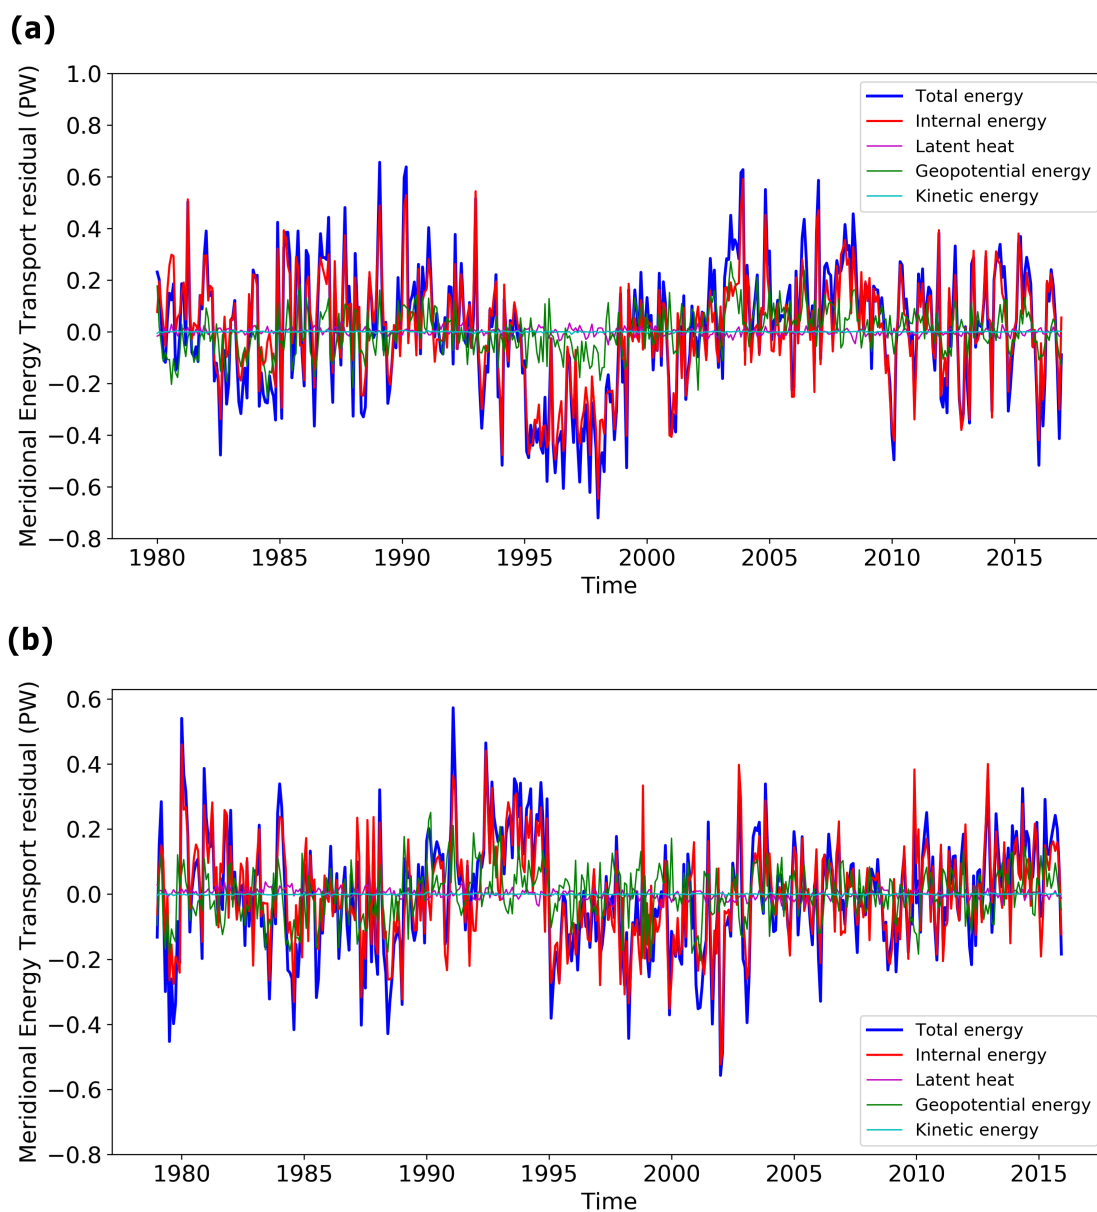 (a)
Meridional Energy Transport residual (PW)
1.0
0.8
0.6
0.4
0.2
0.0
−0.2
−0.4
−0.6
−0.8
Total energy
Internal energy
Latent heat
Geopotential energy
Kinetic energy
1980 1985 1990 1995 2000 2005 2010 2015
Time
(b)
Meridional Energy Transport residual (PW)
0.6
0.4
0.2
0.0
−0.2
−0.4
−0.6
−0.8
Total energy
Internal energy
Latent heat
Geopotential energy
Kinetic energy
1980 1985 1990 1995 2000 2005 2010 2015
Time